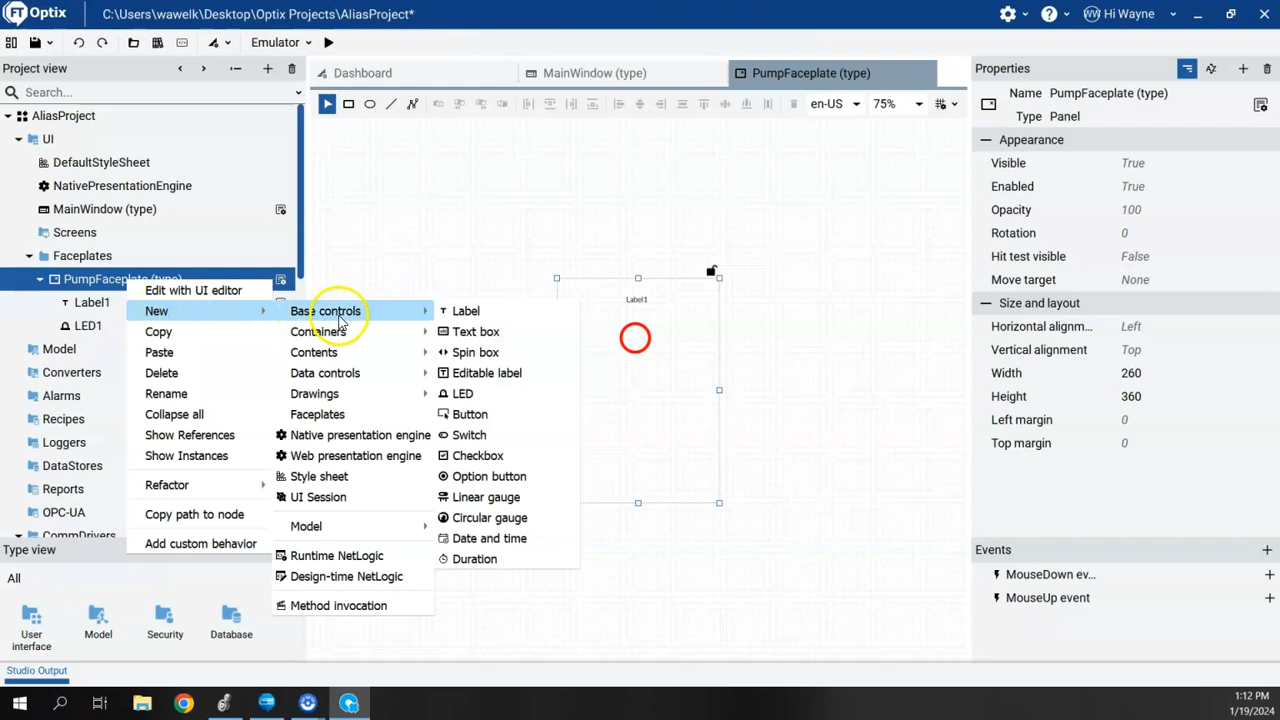 FT Optix
C:\Users\wawelk\Desktop\Optix Projects\AliasProject*
WW Hi Wayne
Emulator
Project view
Search...
AliasProject
UI
DefaultStyleSheet
NativePresentationEngine
MainWindow (type)
Screens
Faceplates
PumpFaceplate (type)
Label1
LED1
Model
Converters
Alarms
Recipes
Loggers
DataStores
Reports
OPC-UA
CommDrivers
Type view
All
User interface
Model
Security
Database
Studio Output
Edit with UI editor
New
Copy
Paste
Delete
Rename
Collapse all
Show References
Show Instances
Refactor
Copy path to node
Add custom behavior
Base controls
Containers
Contents
Data controls
Drawings
Faceplates
Native presentation engine
Web presentation engine
Style sheet
UI Session
Model
Runtime NetLogic
Design-time NetLogic
Method invocation
Label
Text box
Spin box
Editable label
LED
Button
Switch
Checkbox
Option button
Linear gauge
Circular gauge
Date and time
Duration
Dashboard
MainWindow (type)
PumpFaceplate (type)
en-US
75%
Label1
Properties
Name PumpFaceplate (type)
Type Panel
Appearance
Visible True
Enabled True
Opacity 100
Rotation 0
Hit test visible False
Move target 0
Size and layout
Horizontal alignm... Left
Vertical alignment Top
Width 260
Height 360
Left margin 0
Top margin 0
Events
MouseDown ev...
MouseUp event
1:12 PM
1/19/2024